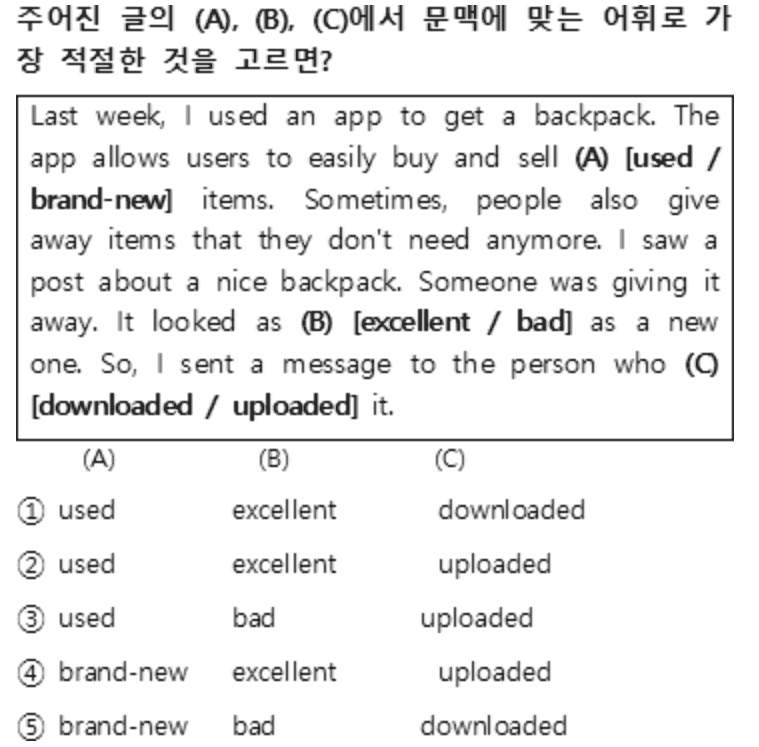 주어진 글의 (A), (B), (C)에서 문맥에 맞는 어휘로 가
장 적절한 것을 고르면?
Last week, I used an app to get a backpack. The
app allows users to easily buy and sell (A) [used /
brand-new] items. Sometimes, people also give
away items that they don't need anymore. I saw a
post about a nice backpack. Someone was giving it
away. It looked as (B) [excellent / bad] as a new
one. So, I sent a message to the person who (C)
[downloaded / uploaded] it.
(A) (B) (C)
① used excellent downloaded
② used excellent uploaded
③ used bad uploaded
④ brand-new excellent uploaded
⑤ brand-new bad downloaded